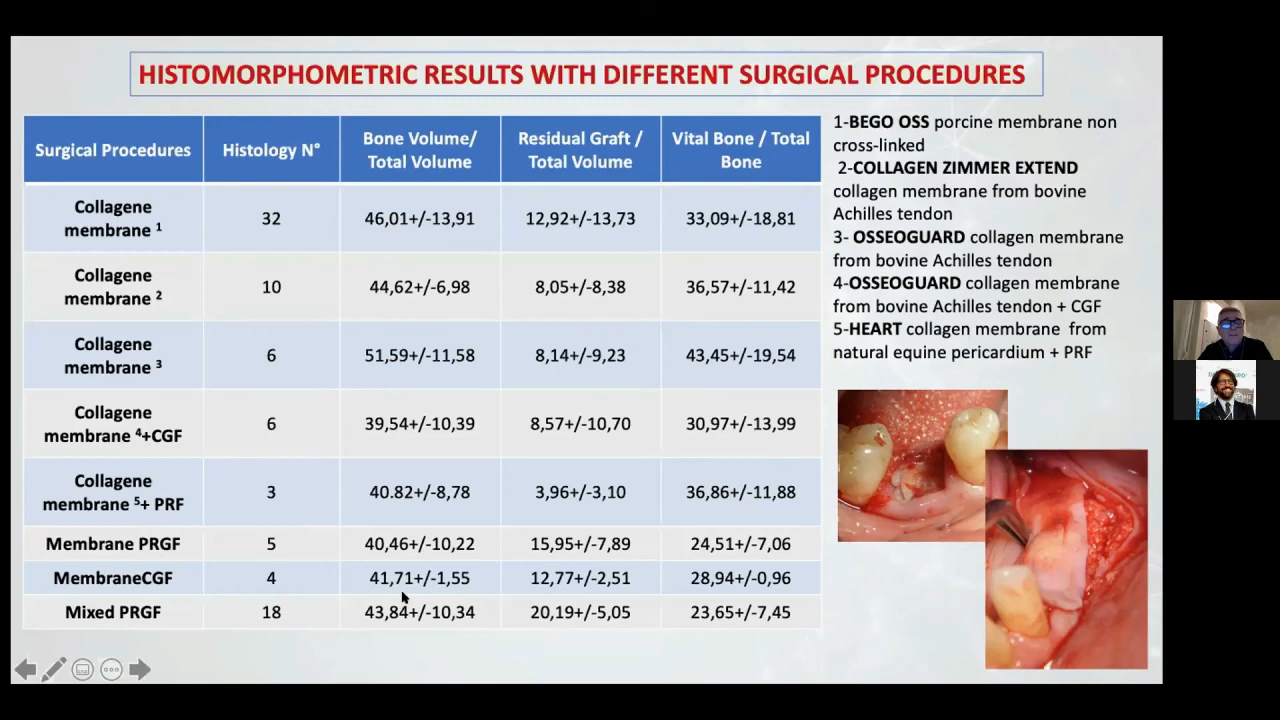 HISTOMORPHOMETRIC RESULTS WITH DIFFERENT SURGICAL PROCEDURES
Surgical Procedures
Histology N°
Bone Volume/
Total Volume
Residual Graft /
Total Volume
Vital Bone / Total
Bone
Collagene
membrane ¹
32
46,01+/-13,91
12,92+/-13,73
33,09+/-18,81
Collagene
membrane ²
10
44,62+/-6,98
8,05+/-8,38
36,57+/-11,42
Collagene
membrane ³
6
51,59+/-11,58
8,14+/-9,23
43,45+/-19,54
Collagene
membrane ⁴+CGF
6
39,54+/-10,39
8,57+/-10,70
30,97+/-13,99
Collagene
membrane ⁵+ PRF
3
40.82+/-8,78
3,96+/-3,10
36,86+/-11,88
Membrane PRGF
5
40,46+/-10,22
15,95+/-7,89
24,51+/-7,06
MembraneCGF
4
41,71+/-1,55
12,77+/-2,51
28,94+/-0,96
Mixed PRGF
18
43,84+/-10,34
20,19+/-5,05
23,65+/-7,45
1-BEGO OSS porcine membrane non
cross-linked
2-COLLAGEN ZIMMER EXTEND
collagen membrane from bovine
Achilles tendon
3- OSSEOGUARD collagen membrane
from bovine Achilles tendon
4-OSSEOGUARD collagen membrane
from bovine Achilles tendon + CGF
5-HEART collagen membrane from
natural equine pericardium + PRF